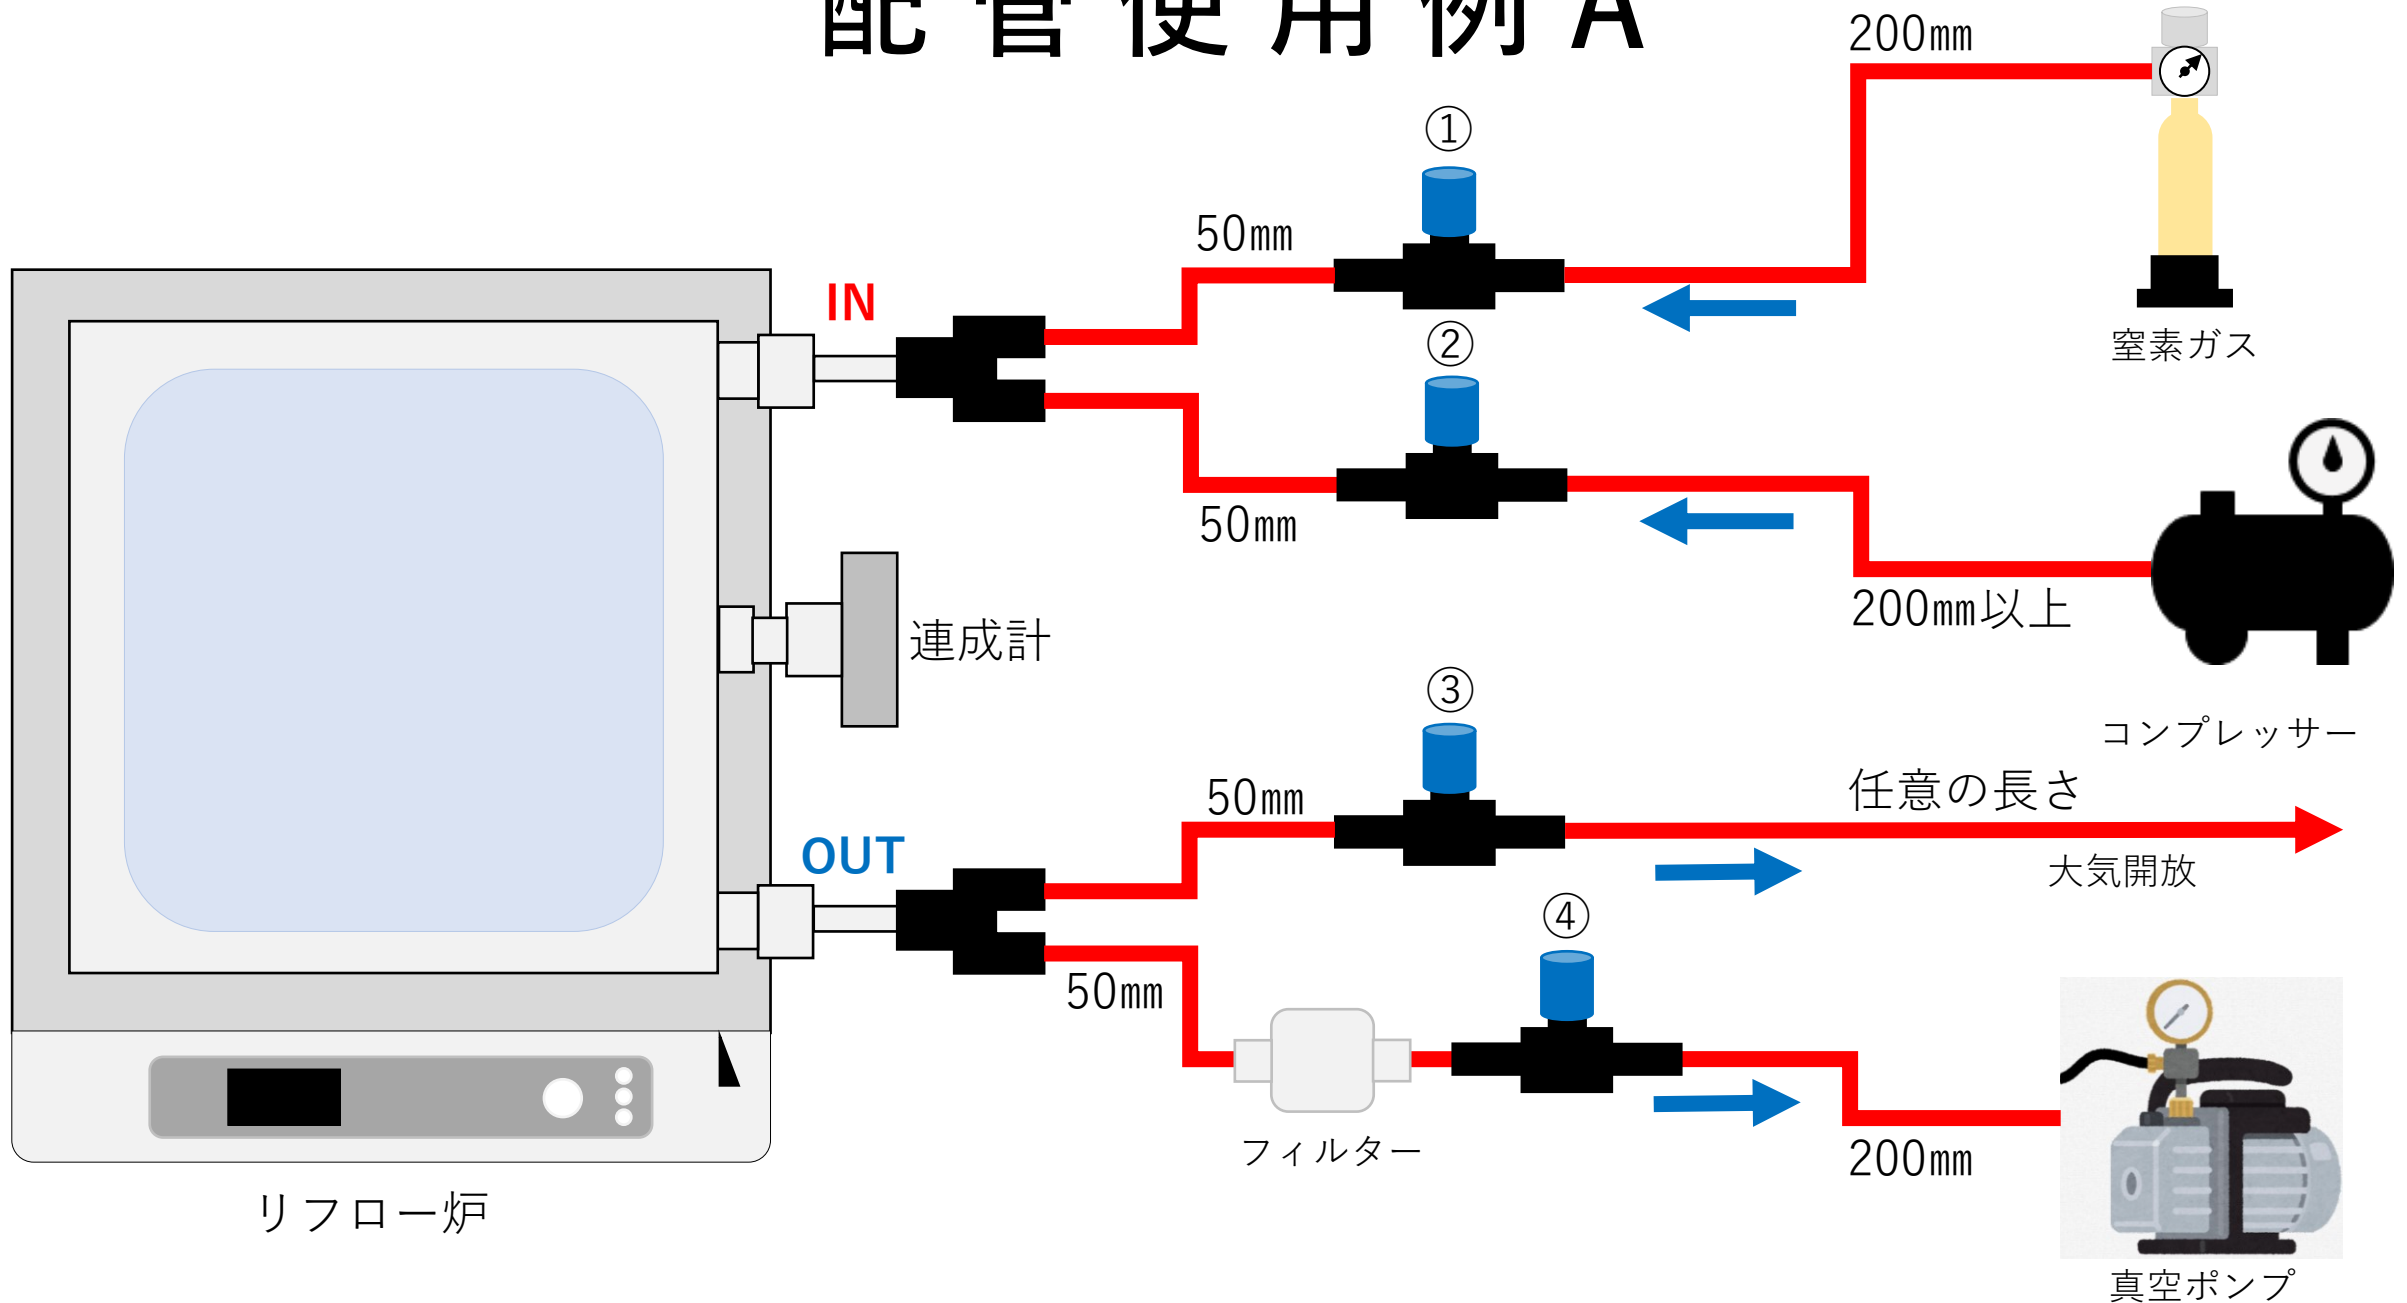 配管使用例A
200mm
①
50mm
IN
②
窒素ガス
50mm
200mm以上
連成計
③
コンプレッサー
50mm
任意の長さ
OUT
大気開放
④
50mm
フィルター
200mm
リフロー炉
真空ポンプ